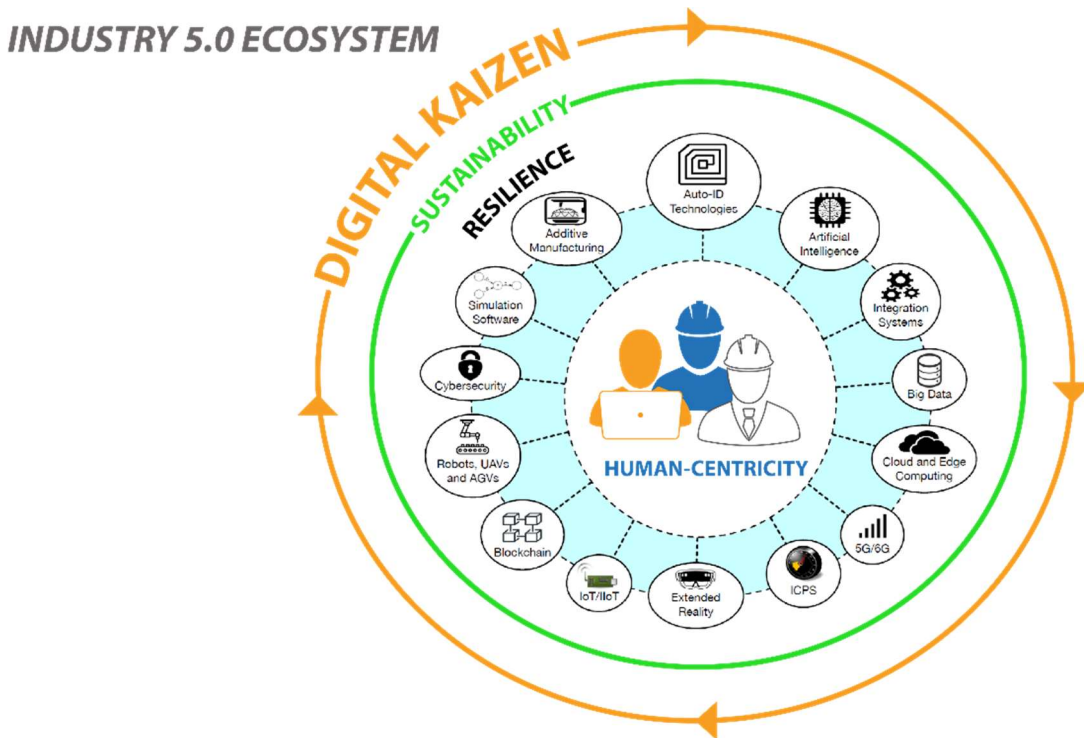 INDUSTRY 5.0 ECOSYSTEM
DIGITAL KAIZEN
SUSTAINABILITY
RESILIENCE
Auto-ID
Technologies
Artificial
Intelligence
Integration
Systems
Big Data
Cloud and Edge
Computing
5G/6G
ICPS
Extended
Reality
IoT/IIoT
Blockchain
Robots, UAVs
and AGVs
Cybersecurity
Simulation
Software
Additive
Manufacturing
HUMAN-CENTRICITY